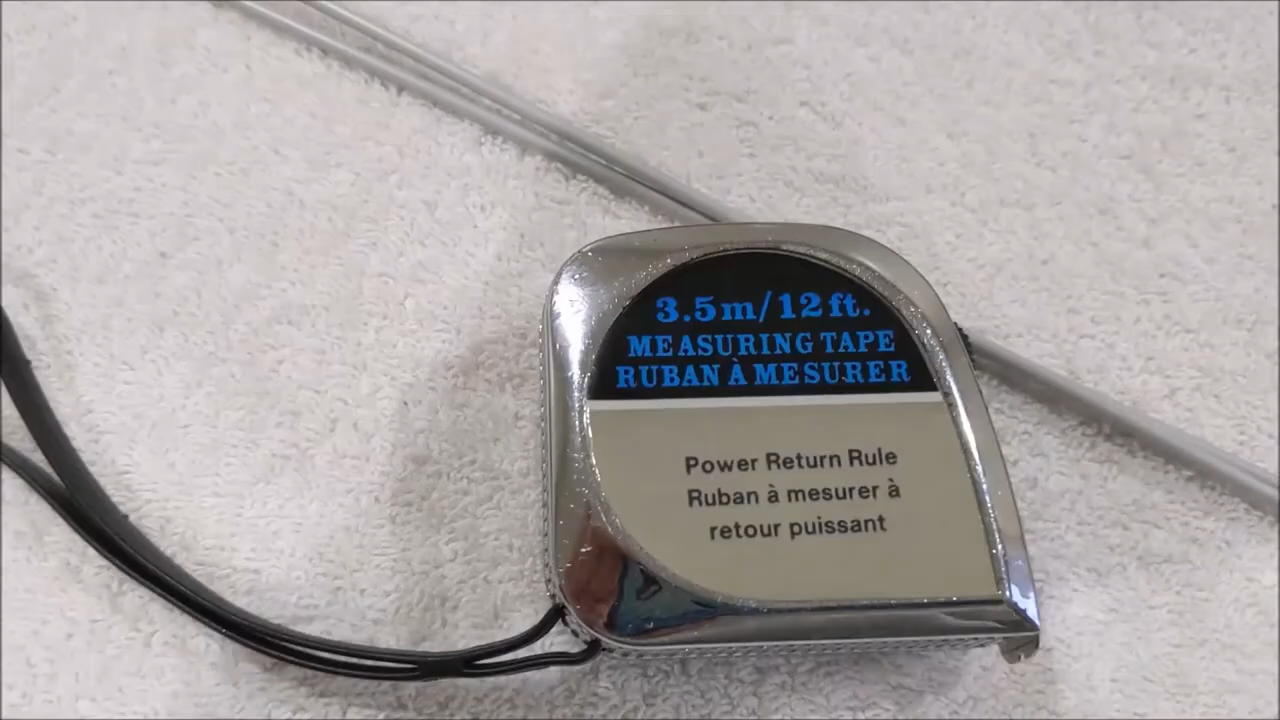 3.5m/12ft.
MEASURING TAPE
RUBAN À MESURER
Power Return Rule
Ruban à mesurer à
retour puissant